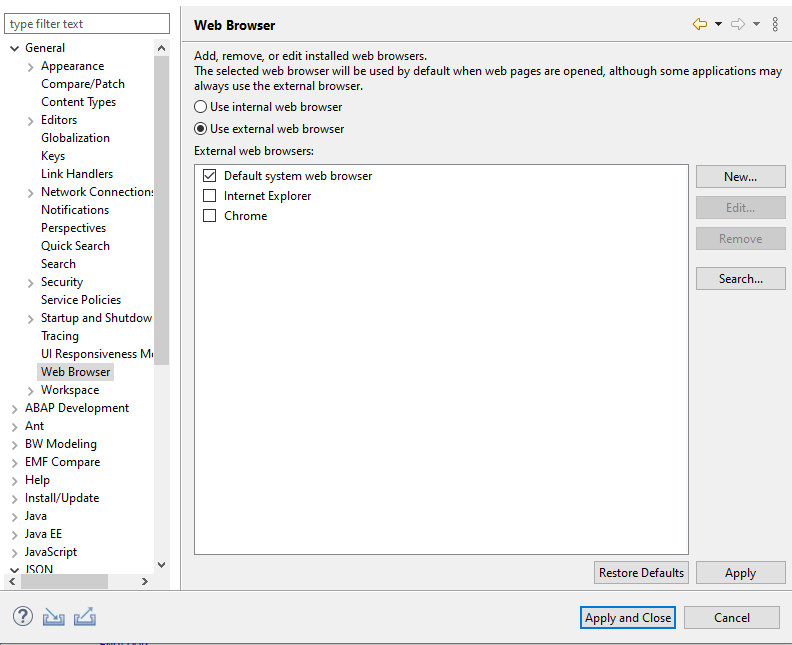 type filter text
General
Appearance
Compare/Patch
Content Types
Editors
Globalization
Keys
Link Handlers
Network Connections
Notifications
Perspectives
Quick Search
Search
Security
Service Policies
Startup and Shutdow
Tracing
UI Responsiveness Mo
Web Browser
Workspace
ABAP Development
Ant
BW Modeling
EMF Compare
Help
Install/Update
Java
Java EE
JavaScript
JSON
Web Browser
Add, remove, or edit installed web browsers.
The selected web browser will be used by default when web pages are opened, although some applications may
always use the external browser.
Use internal web browser
Use external web browser
External web browsers:
Default system web browser
Internet Explorer
Chrome
New...
Edit...
Remove
Search...
Restore Defaults
Apply
Apply and Close
Cancel